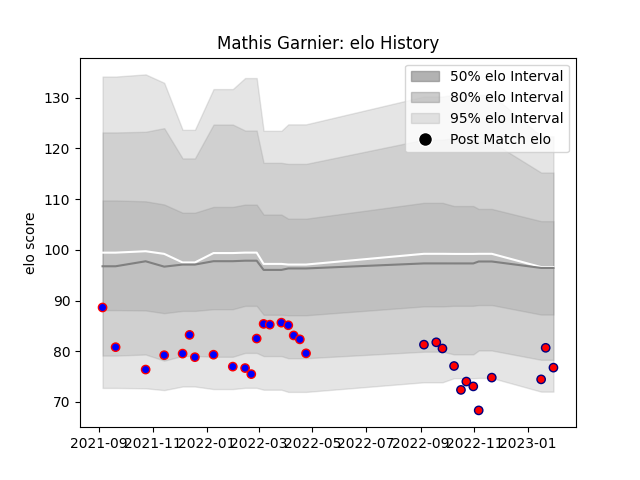 Mathis Garnier: elo History
50% elo Interval
80% elo Interval
95% elo Interval
Post Match elo
elo score
130
120
110
100
90
80
70
2021-09 2021-11 2022-01 2022-03 2022-05 2022-07 2022-09 2022-11 2023-01